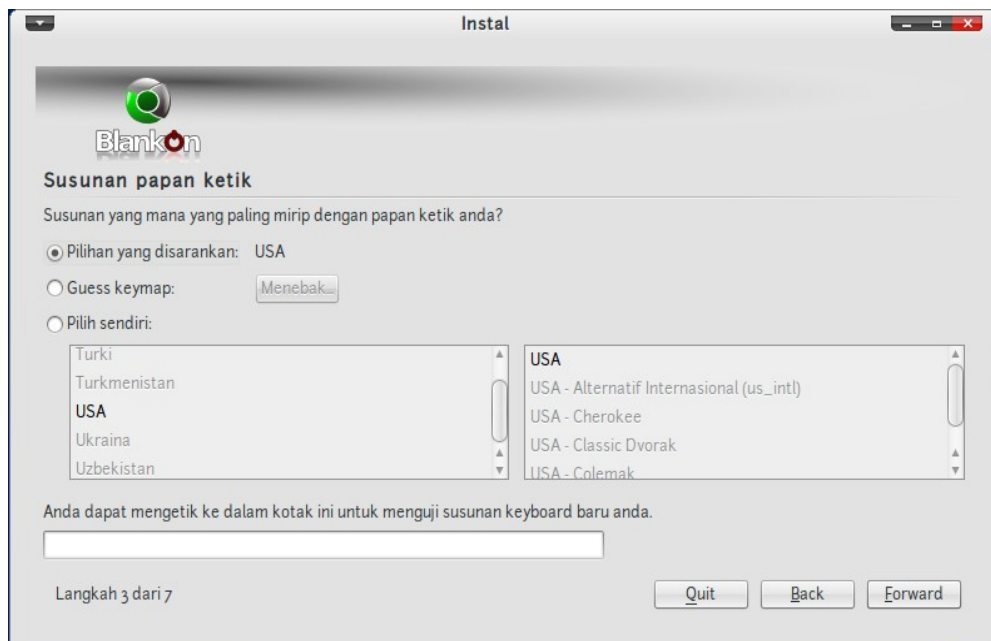 Instal
BlankOn
Susunan papan ketik
Susunan yang mana yang paling mirip dengan papan ketik anda?
Pilihan yang disarankan: USA
Guess keymap: Menebak...
Pilih sendiri:
Turki
Turkmenistan
USA
Ukraina
Uzbekistan
USA
USA - Alternatif Internasional (us_intl)
USA - Cherokee
USA - Classic Dvorak
USA - Colemak
Anda dapat mengetik ke dalam kotak ini untuk menguji susunan keyboard baru anda.
Langkah 3 dari 7
Quit
Back
Forward